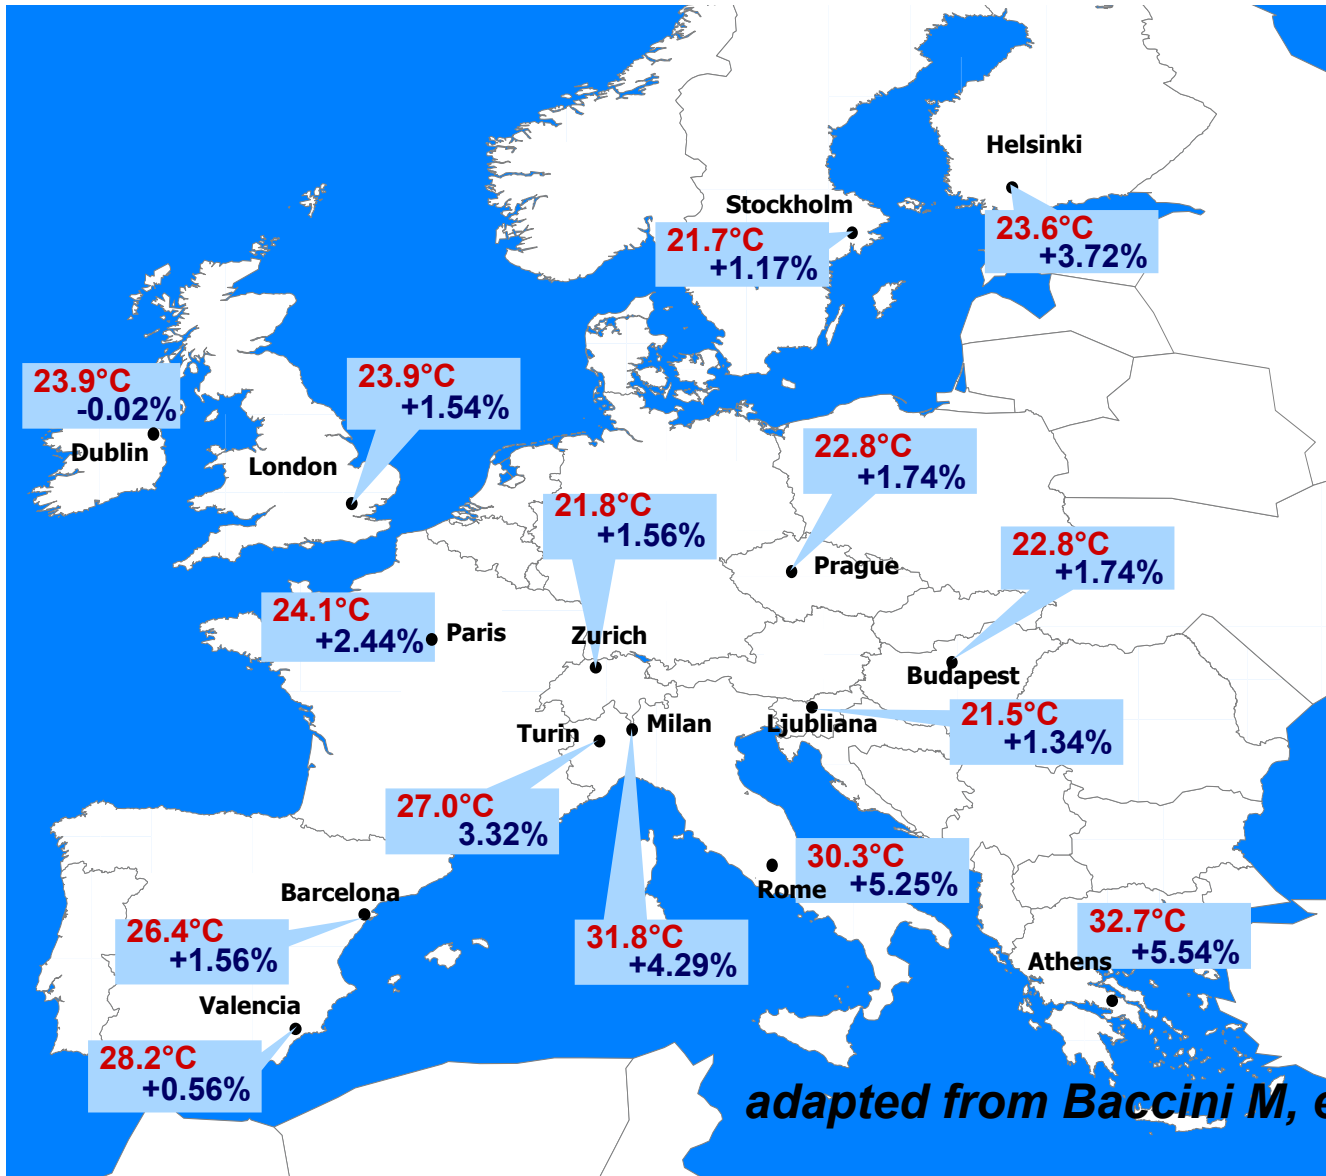 Helsinki
23.6°C
+3.72%
Stockholm
21.7°C
+1.17%
23.9°C
-0.02%
Dublin
23.9°C
+1.54%
London
22.8°C
+1.74%
Prague
21.8°C
+1.56%
Zurich
22.8°C
+1.74%
Budapest
24.1°C
+2.44%
Paris
21.5°C
+1.34%
Ljubliana
Turin
27.0°C
3.32%
Milan
31.8°C
+4.29%
30.3°C
+5.25%
Rome
Barcelona
26.4°C
+1.56%
32.7°C
+5.54%
Athens
Valencia
28.2°C
+0.56%
adapted from Baccini M,